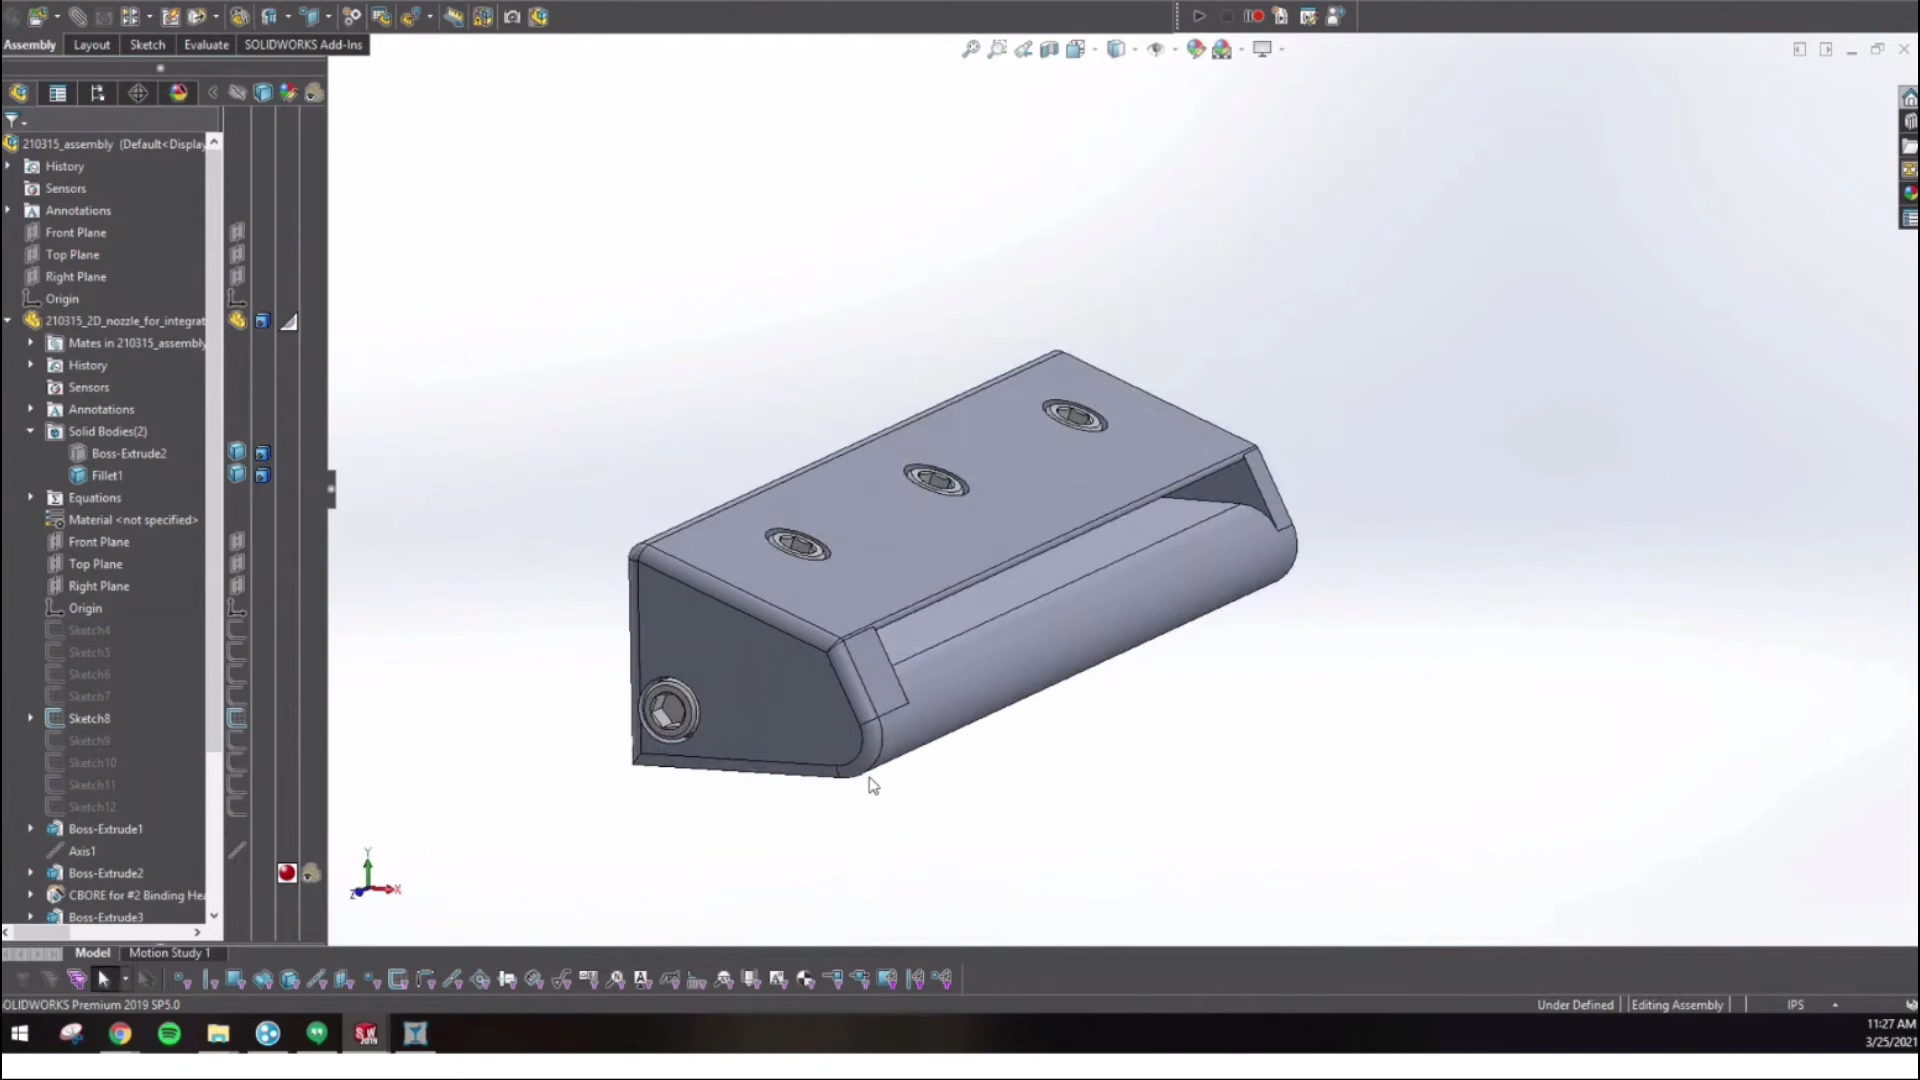 Assembly Layout Sketch Evaluate SOLIDWORKS Add-Ins
210315_assembly (Default<Display
History
Sensors
Annotations
Front Plane
Top Plane
Right Plane
Origin
210315_2D_nozzle_for_integrat
Mates in 210315_assembly
History
Sensors
Annotations
Solid Bodies(2)
Boss-Extrude2
Fillet1
Equations
Material <not specified>
Front Plane
Top Plane
Right Plane
Origin
Sketch4
Sketch5
Sketch6
Sketch7
Sketch8
Sketch9
Sketch10
Sketch11
Sketch12
Boss-Extrude1
Axis1
Boss-Extrude2
CBORE for #2 Binding He
Boss-Extrude3
Y
X
Z
Model Motion Study 1
OLIDWORKS Premium 2019 SP5.0
Under Defined Editing Assembly IPS
SW
2019
11:27 AM
3/25/2021